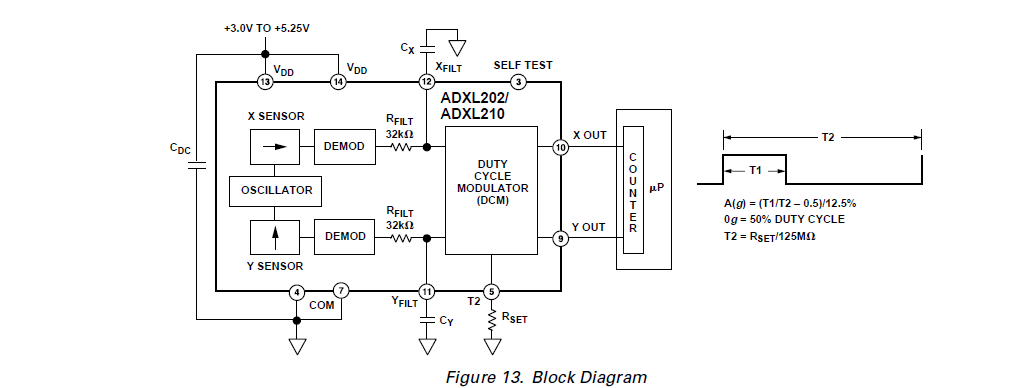 +3.0V TO +5.25V
CX
XFILT
SELF TEST
VDD
VDD
13
14
12
3
ADXL202/
ADXL210
X SENSOR
RFILT
32kΩ
DEMOD
CDC
OSCILLATOR
DUTY
CYCLE
MODULATOR
(DCM)
10
X OUT
COUNTER
µP
T2
T1
A(g) = (T1/T2 – 0.5)/12.5%
0g = 50% DUTY CYCLE
T2 = RSET/125MΩ
RFILT
32kΩ
DEMOD
Y SENSOR
9
Y OUT
4
7
COM
YFILT
11
T2
5
CY
RSET
Figure 13. Block Diagram